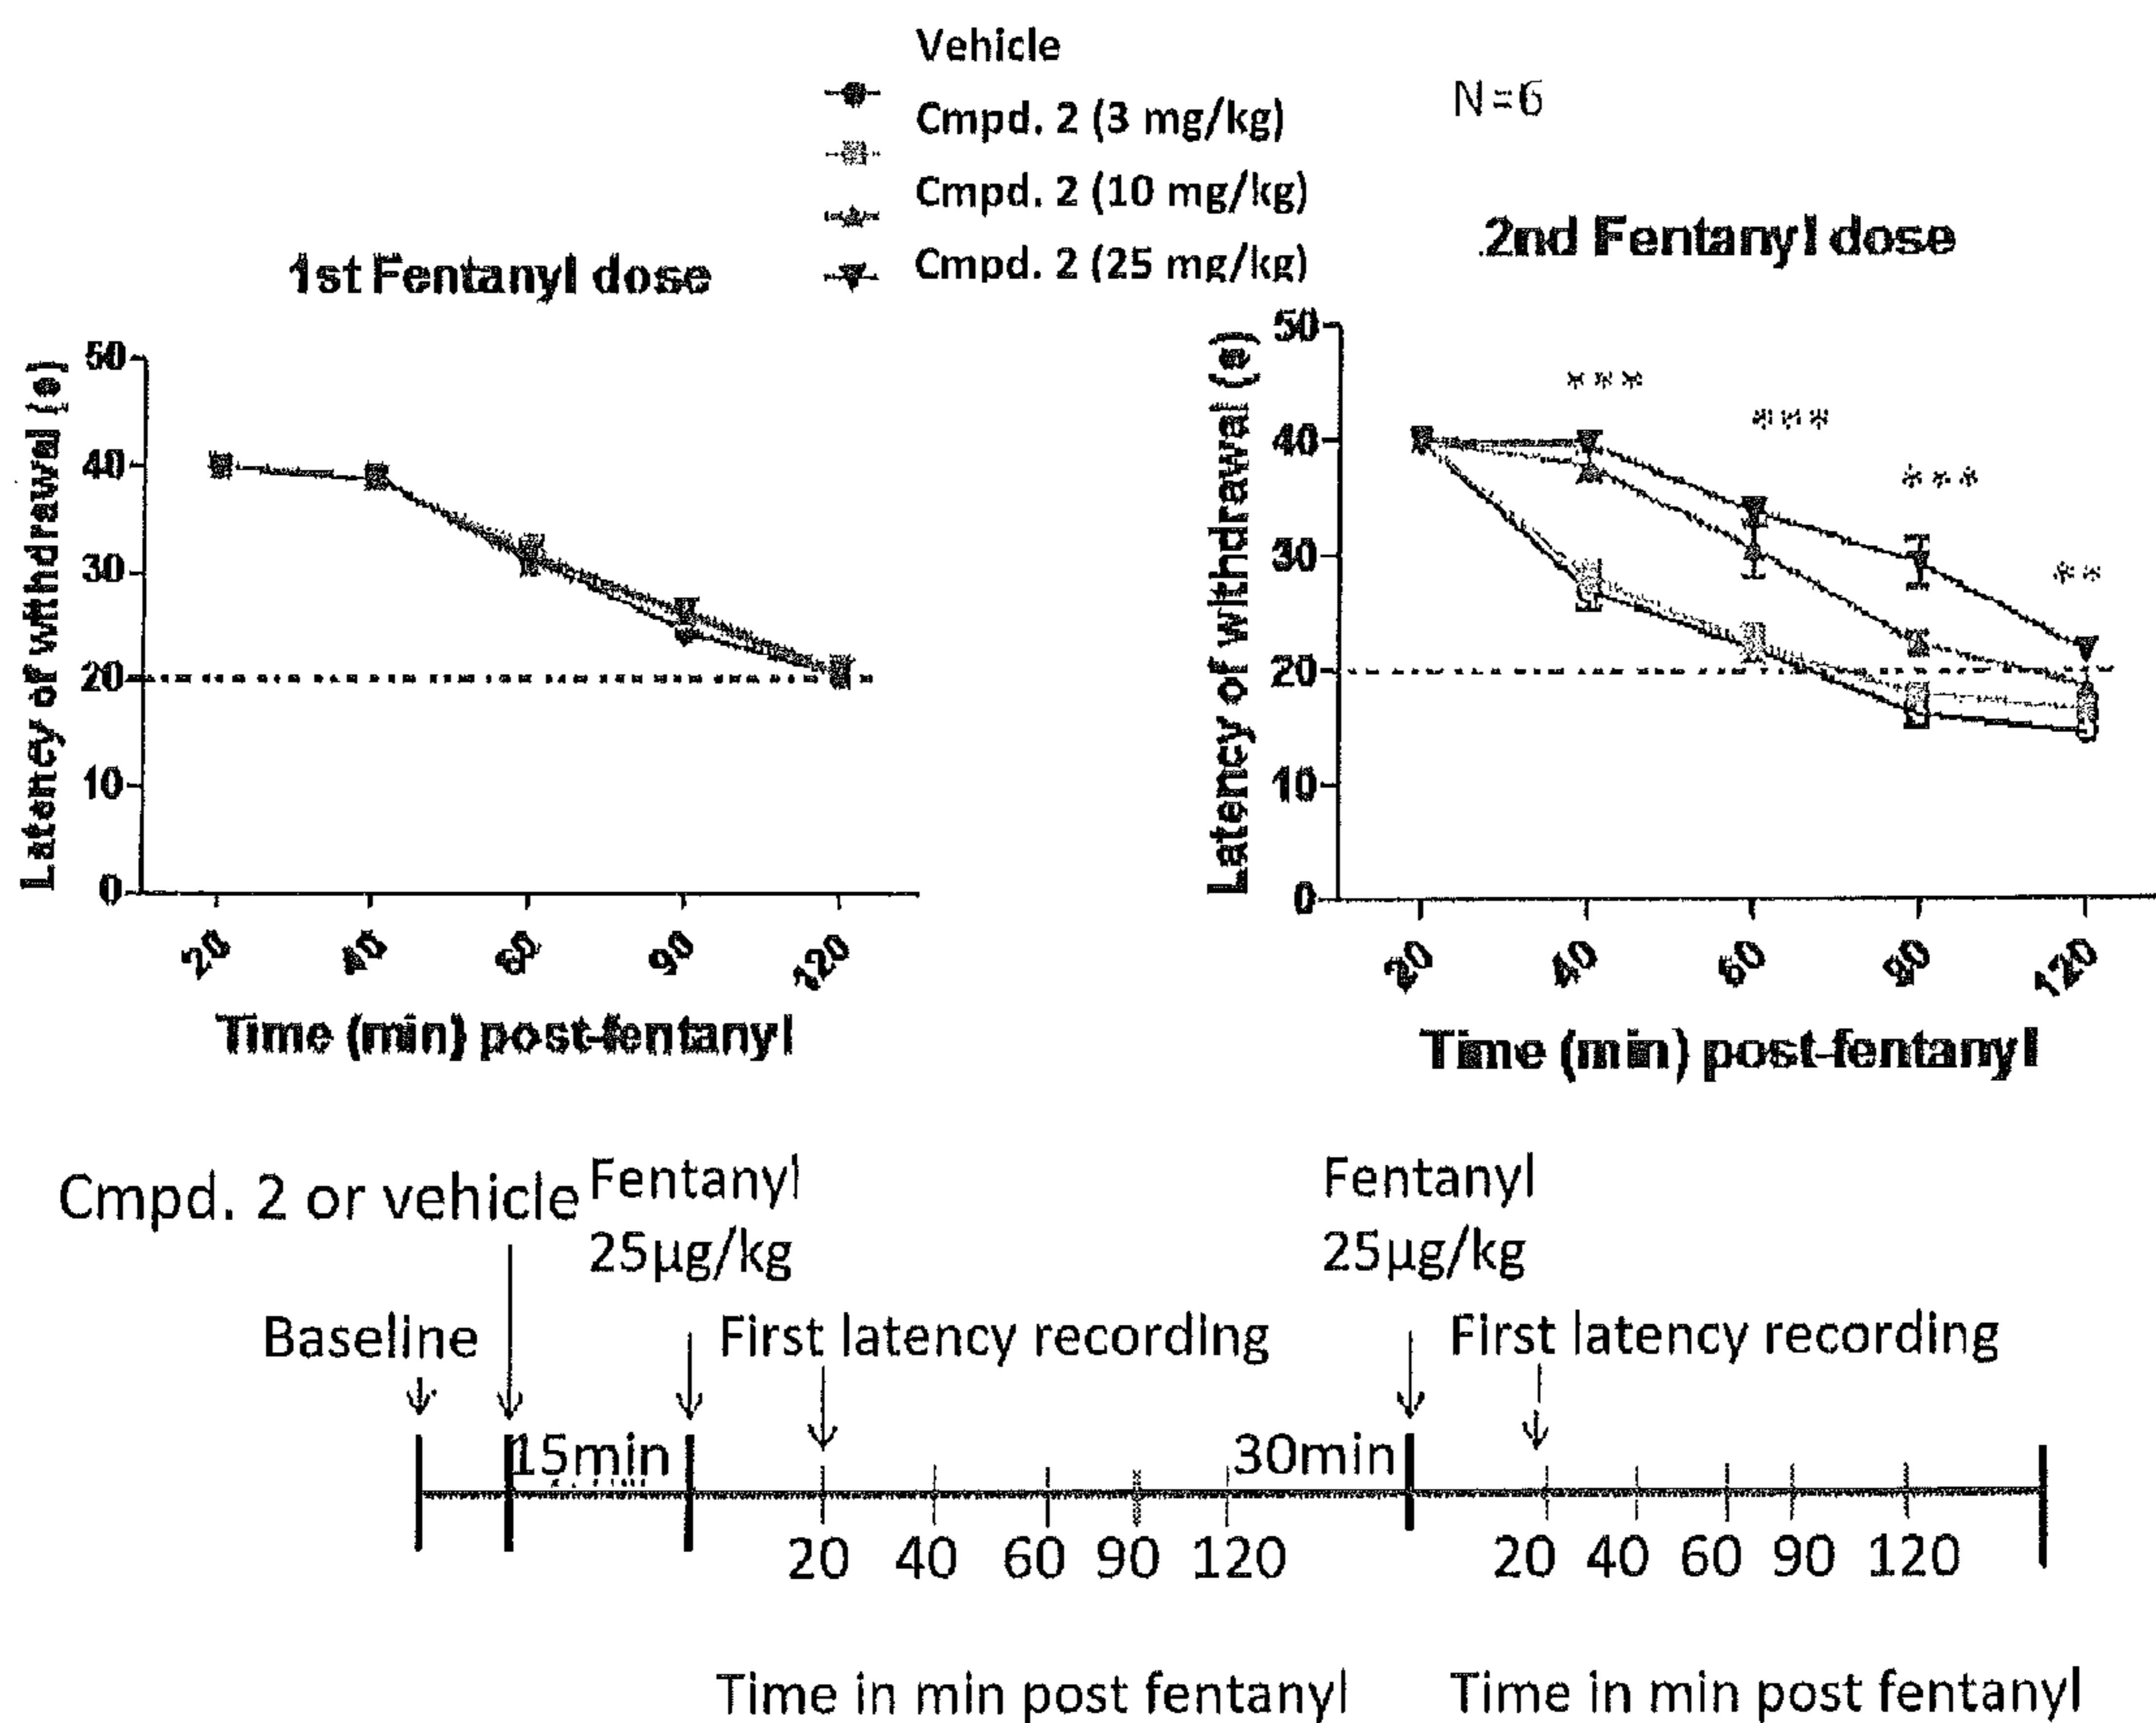 Vehicle
Cmpd. 2 (3 mg/kg)
Cmpd. 2 (10 mg/kg)
Cmpd. 2 (25 mg/kg)
N=6
1st Fentanyl dose
Latency of withdrawal (s)
50
40
30
20
10
0
20
40
60
90
120
Time (min) post-fentanyl
2nd Fentanyl dose
Latency of withdrawal (s)
50
40
30
20
10
0
***
***
***
**
20
40
60
90
120
Time (min) post-fentanyl
Cmpd. 2 or vehicle
Fentanyl
25µg/kg
Baseline
First latency recording
Fentanyl
25µg/kg
First latency recording
15min
30min
20 40 60 90 120
20 40 60 90 120
Time in min post fentanyl
Time in min post fentanyl